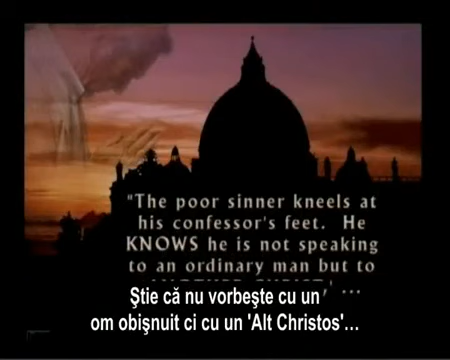 "The poor sinner kneels at
his confessor's feet. He
KNOWS he is not speaking
to an ordinary man but to
' ...
Ştie că nu vorbeşte cu un
om obişnuit ci cu un 'Alt Christos'...